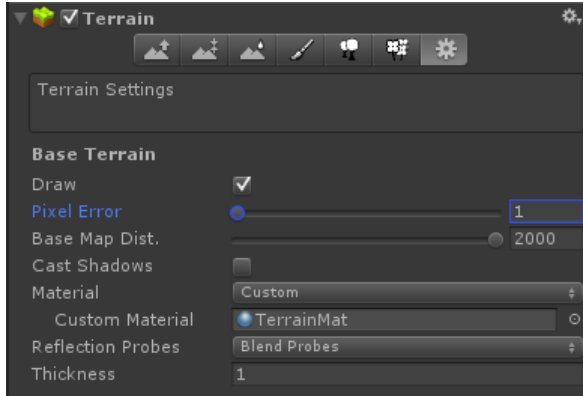 Terrain
Terrain Settings
Base Terrain
Draw
Pixel Error 1
Base Map Dist. 2000
Cast Shadows
Material Custom
Custom Material TerrainMat
Reflection Probes Blend Probes
Thickness 1